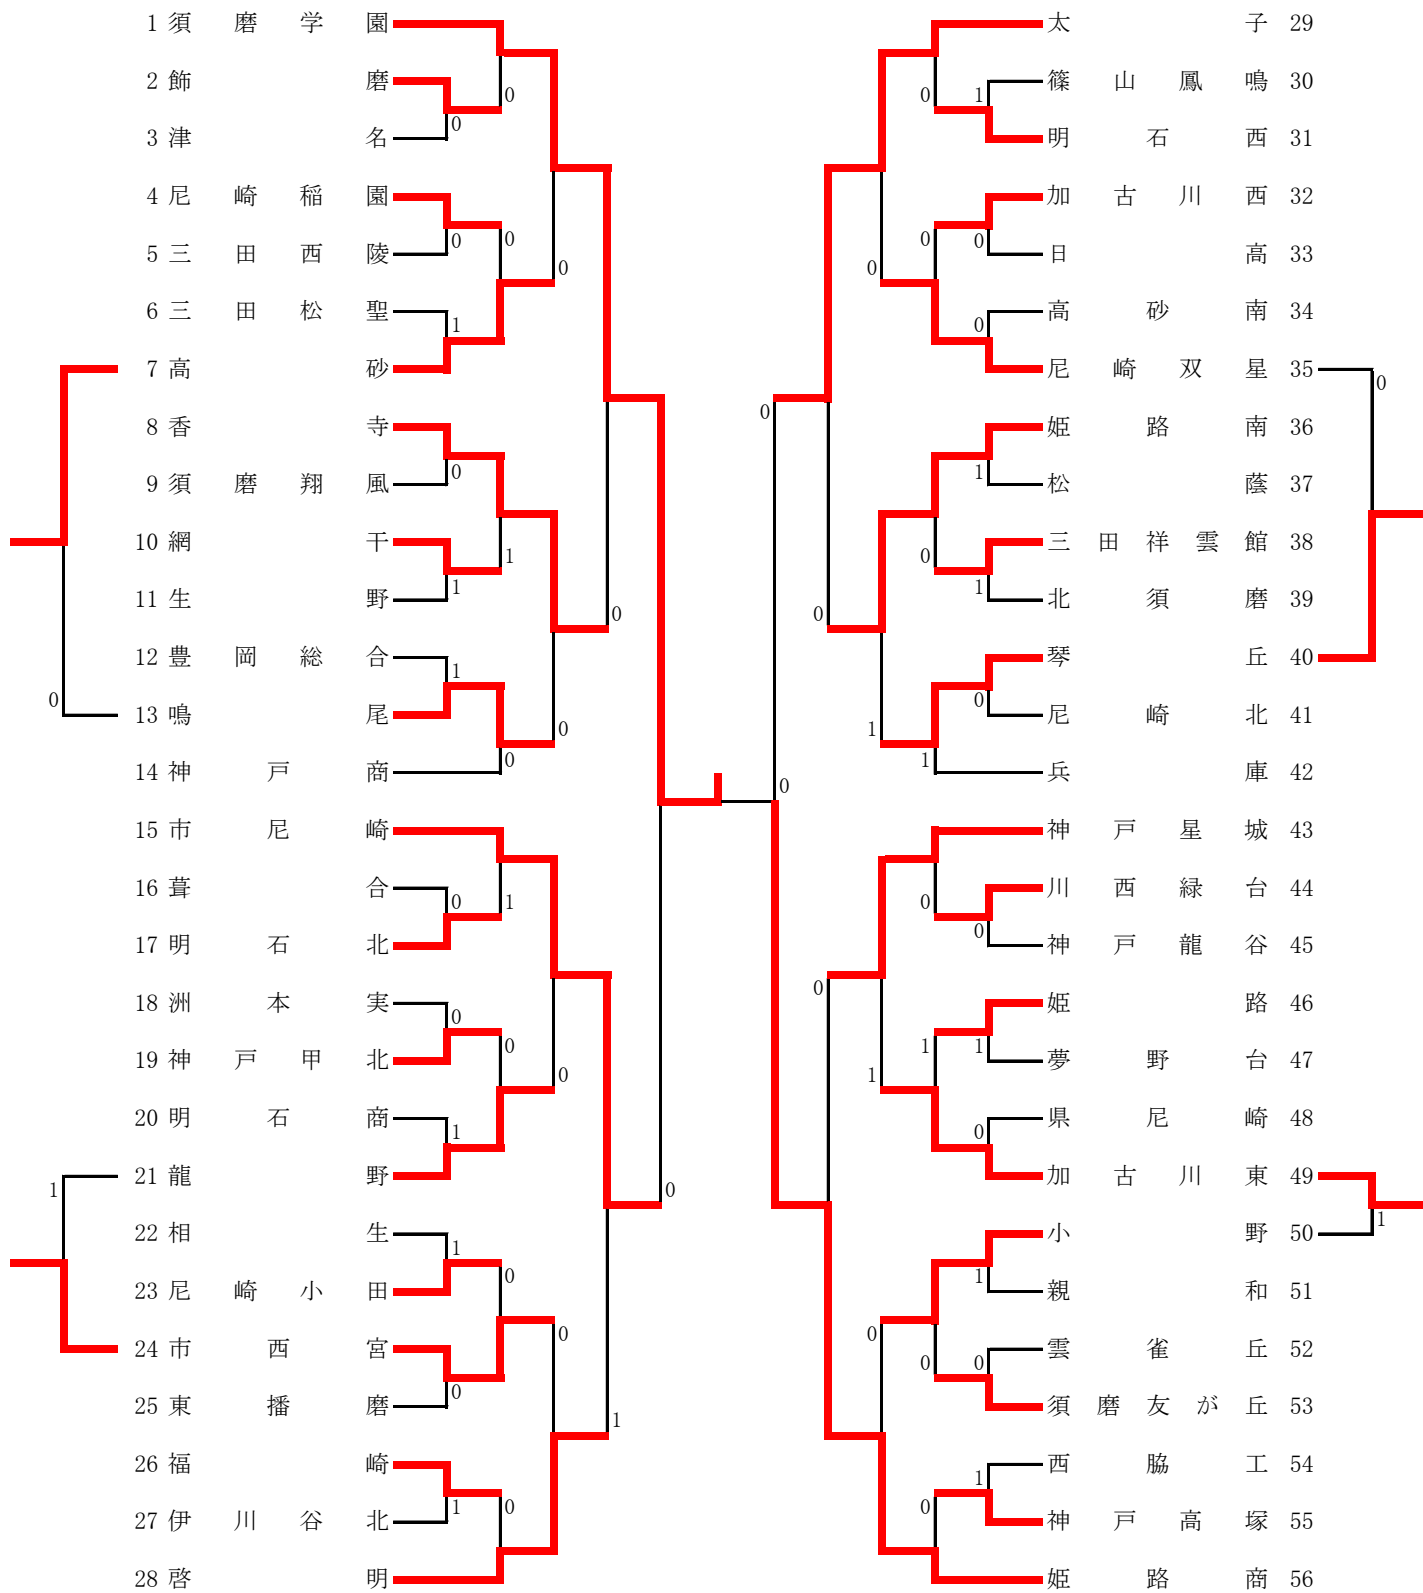 1 須磨学園
2 飾磨
3 津名
4 尼崎稲園
5 三田西陵
6 三田松聖
7 高砂
8 香寺
9 須磨翔風
10 網干
11 生野
12 豊岡総合
13 鳴尾
14 神戸商
15 市尼崎
16 葺合
17 明石北
18 洲本実
19 神戸甲北
20 明石商
21 龍野
22 相生
23 尼崎小田
24 市西宮
25 東播磨
26 福崎
27 伊川谷北
28 啓明
0
0
0
0
0
1
0
1
1
1
0
0
0
0
0
1
0
0
0
1
1
0
0
0
1
0
1
1
0
0
太子 29
篠山鳳鳴 30
明石西 31
加古川西 32
日高 33
高砂南 34
尼崎双星 35
姫路南 36
松蔭 37
三田祥雲館 38
北須磨 39
琴丘 40
尼崎北 41
兵庫 42
神戸星城 43
川西緑台 44
神戸龍谷 45
姫路 46
夢野台 47
県尼崎 48
加古川東 49
小野 50
親和 51
雲雀丘 52
須磨友が丘 53
西脇工 54
神戸高塚 55
姫路商 56
0
1
0
0
0
0
0
0
1
0
1
0
0
1
1
0
0
0
0
1
1
1
0
1
1
0
0
0
1
0